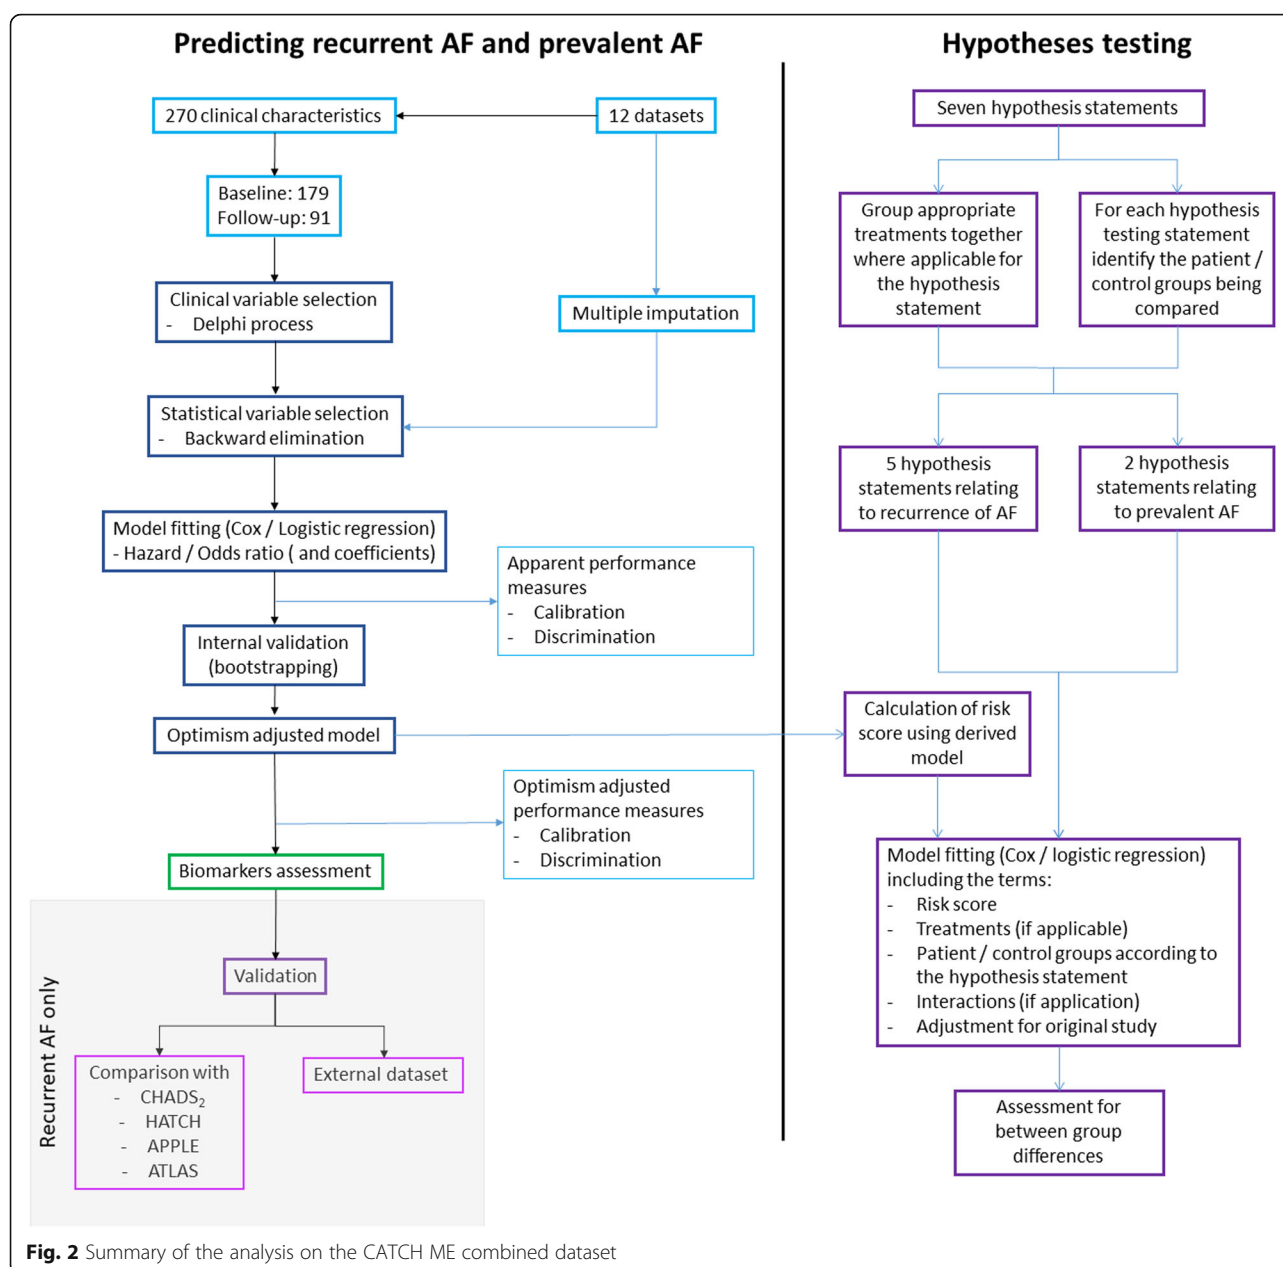 Predicting recurrent AF and prevalent AF
270 clinical characteristics
12 datasets
Baseline: 179
Follow-up: 91
Clinical variable selection
- Delphi process
Multiple imputation
Statistical variable selection
- Backward elimination
Model fitting (Cox / Logistic regression)
- Hazard / Odds ratio ( and coefficients)
Apparent performance
measures
- Calibration
- Discrimination
Internal validation
(bootstrapping)
Optimism adjusted model
Optimism adjusted
performance measures
- Calibration
- Discrimination
Biomarkers assessment
Recurrent AF only
Validation
Comparison with
- CHADS2
- HATCH
- APPLE
- ATLAS
External dataset
Hypotheses testing
Seven hypothesis statements
Group appropriate
treatments together
where applicable for
the hypothesis
statement
For each hypothesis
testing statement
identify the patient /
control groups being
compared
5 hypothesis
statements relating
to recurrence of AF
2 hypothesis
statements relating
to prevalent AF
Calculation of risk
score using derived
model
Model fitting (Cox / logistic regression)
including the terms:
- Risk score
- Treatments (if applicable)
- Patient / control groups according to
the hypothesis statement
- Interactions (if application)
- Adjustment for original study
Assessment for
between group
differences
Fig. 2 Summary of the analysis on the CATCH ME combined dataset